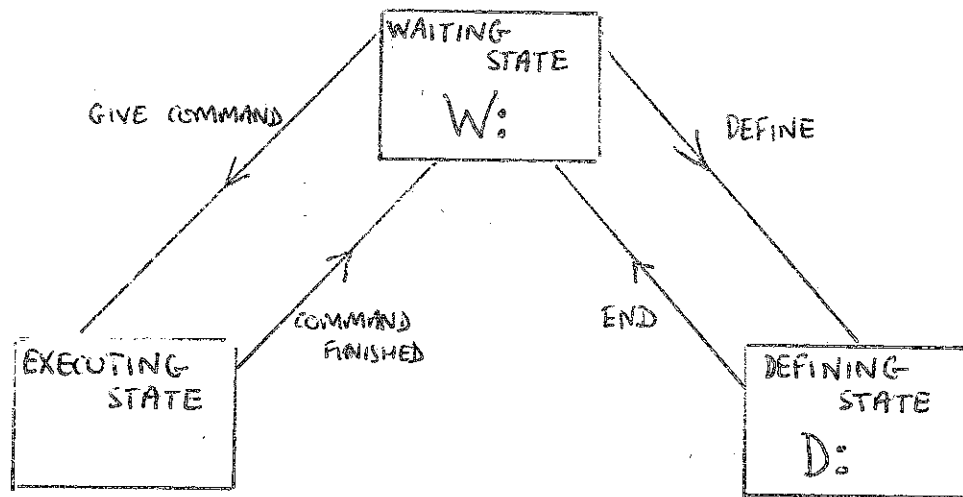 WAITING
STATE
W:
GIVE COMMAND
DEFINE
COMMAND
FINISHED
END
EXECUTING
STATE
DEFINING
STATE
D: